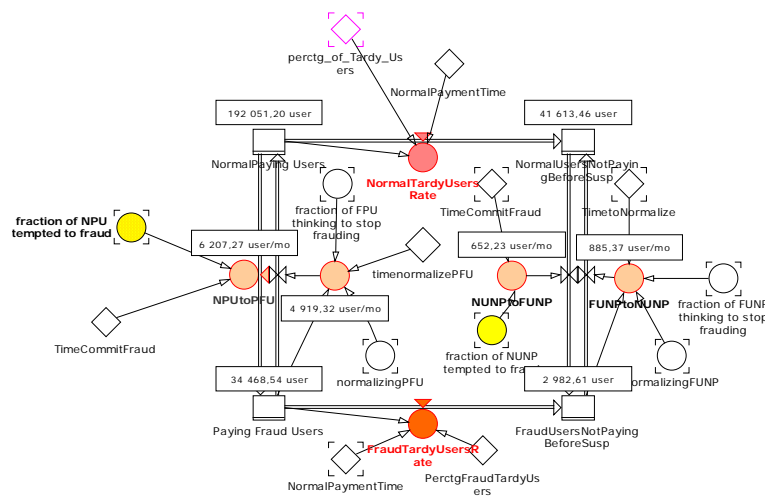 perctg_of_Tardy_Us
ers
NormalPaymentTime
192 051,20 user
41 613,46 user
NormalPaying Users
NormalUsersNotPayin
gBeforeSusp
NormalTardyUsers
Rate
fraction of FPU
thinking to stop
frauding
TimeCommitFraud
TimetoNormalize
fraction of NPU
tempted to fraud
6 207,27 user/mo
652,23 user/mo
885,37 user/mo
timenormalizePFU
NPUtoPFU
NUNPtoFUNP
FUNPtoNUNP
4 919,32 user/mo
fraction of FUNP
thinking to stop
frauding
TimeCommitFraud
fraction of NUNP
tempted to
normalizingPFU
ormalizingFUNP
34 468,54 user
2 982,61 user
Paying Fraud Users
FraudUsersNotPaying
BeforeSusp
FraudTardyUsersR
ate
NormalPaymentTime
PerctgFraudTardyUs
ers